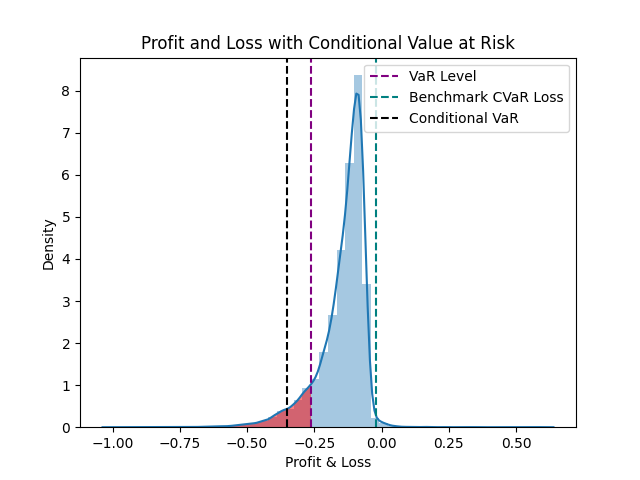 Profit and Loss with Conditional Value at Risk
VaR Level
Benchmark CVaR Loss
Conditional VaR
8
7
6
5
4
3
2
1
0
Density
−1.00 −0.75 −0.50 −0.25 0.00 0.25 0.50
Profit & Loss